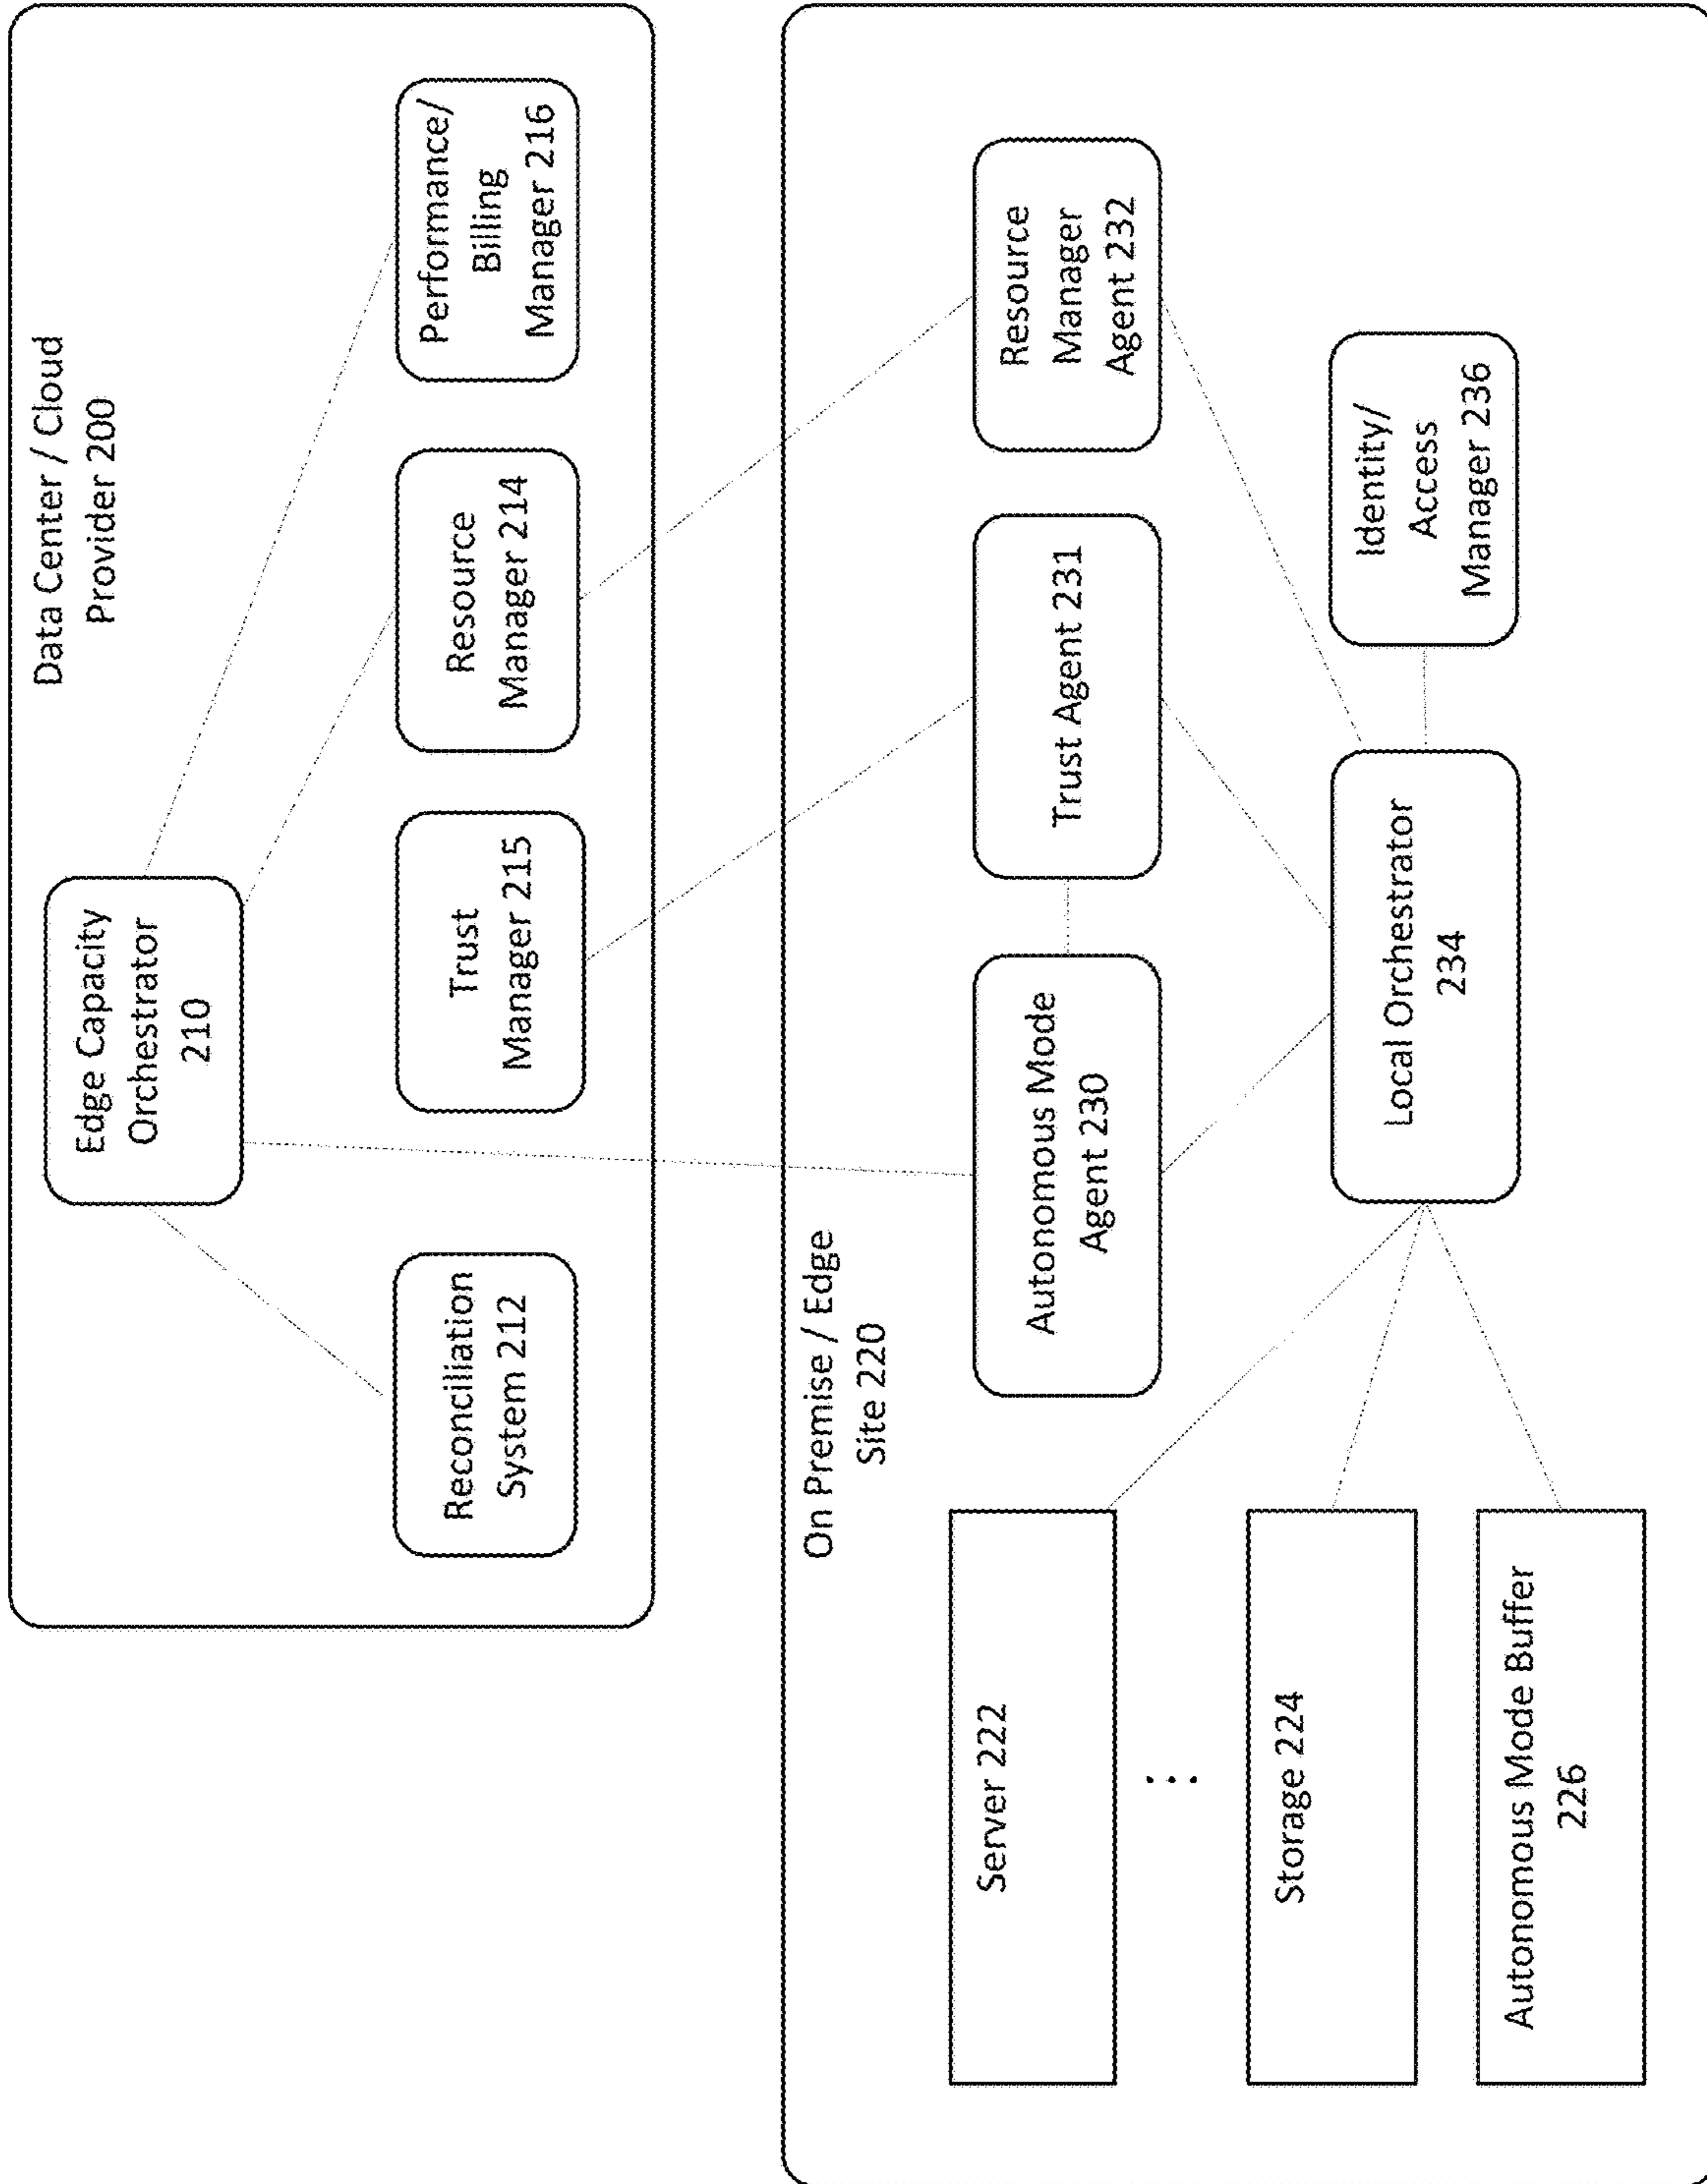 Data Center / Cloud
Provider 200
Edge Capacity
Orchestrator
210
Reconciliation
System 212
Trust
Manager 215
Resource
Manager 214
Performance/
Billing
Manager 216
On Premise / Edge
Site 220
Server 222
...
Storage 224
Autonomous Mode Buffer
226
Autonomous Mode
Agent 230
Trust Agent 231
Resource
Manager
Agent 232
Local Orchestrator
234
Identity/
Access
Manager 236